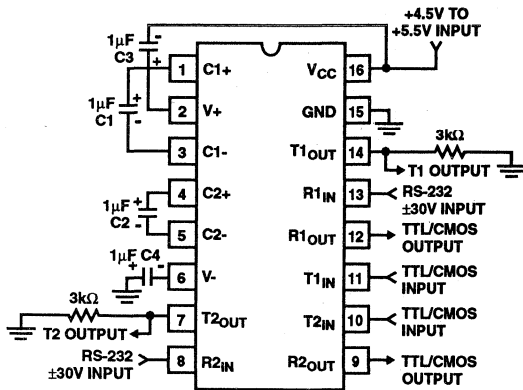 +4.5V TO
+5.5V INPUT
1µF
C3
-
+
1 C1+
VCC 16
1µF
C1
+
-
2 V+
GND 15
3kΩ
3 C1-
T1OUT 14
T1 OUTPUT
4 C2+
R1IN 13
RS-232
±30V INPUT
1µF
C2
+
-
5 C2-
R1OUT 12
TTL/CMOS
OUTPUT
1µF C4
+
-
6 V-
T1IN 11
TTL/CMOS
INPUT
3kΩ
7 T2OUT
T2 OUTPUT
T2IN 10
TTL/CMOS
INPUT
RS-232
±30V INPUT
8 R2IN
R2OUT 9
TTL/CMOS
OUTPUT